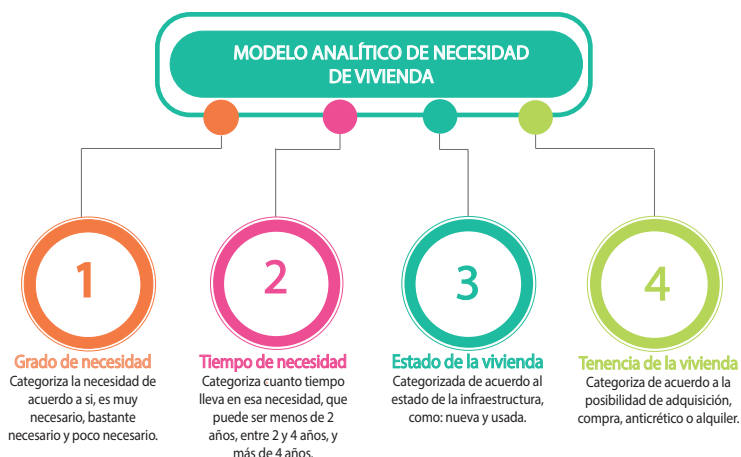 MODELO ANALÍTICO DE NECESIDAD
DE VIVIENDA
1
Grado de necesidad
Categoriza la necesidad de
acuerdo a si, es muy
necesario, bastante
necesario y poco necesario.
2
Tiempo de necesidad
Categoriza cuanto tiempo
lleva en esa necesidad, que
puede ser menos de 2
años, entre 2 y 4 años, y
más de 4 años.
3
Estado de la vivienda
Categorizada de acuerdo al
estado de la infraestructura,
como: nueva y usada.
4
Tenencia de la vivienda
Categoriza de acuerdo a la
posibilidad de adquisición,
compra, anticrético o alquiler.